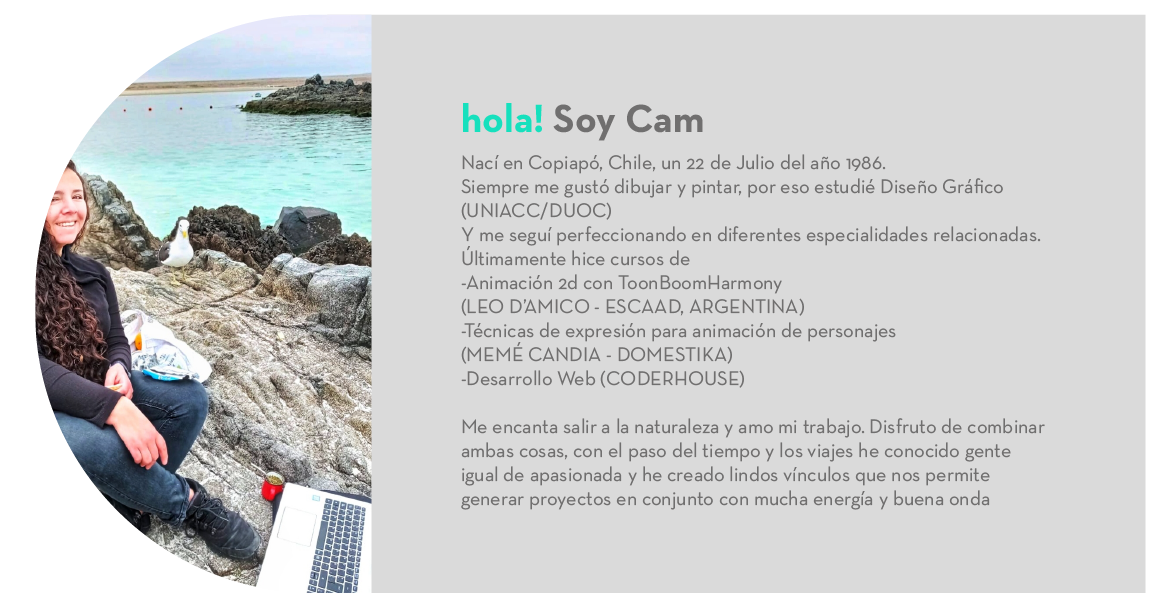 hola! Soy Cam
Nací en Copiapó, Chile, un 22 de Julio del año 1986.
Siempre me gustó dibujar y pintar, por eso estudié Diseño Gráfico
(UNIACC/DUOC)
Y me seguí perfeccionando en diferentes especialidades relacionadas.
Últimamente hice cursos de
-Animación 2d con ToonBoomHarmony
(LEO D'AMICO - ESCAAD, ARGENTINA)
-Técnicas de expresión para animación de personajes
(MEMÉ CANDIA - DOMESTIKA)
-Desarrollo Web (CODERHOUSE)
Me encanta salir a la naturaleza y amo mi trabajo. Disfruto de combinar
ambas cosas, con el paso del tiempo y los viajes he conocido gente
igual de apasionada y he creado lindos vínculos que nos permite
generar proyectos en conjunto con mucha energía y buena onda